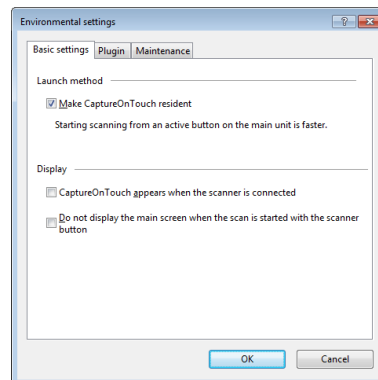 Environmental settings
Basic settings Plugin Maintenance
Launch method
Make CaptureOnTouch resident
Starting scanning from an active button on the main unit is faster.
Display
CaptureOnTouch appears when the scanner is connected
Do not display the main screen when the scan is started with the scanner
button
OK Cancel